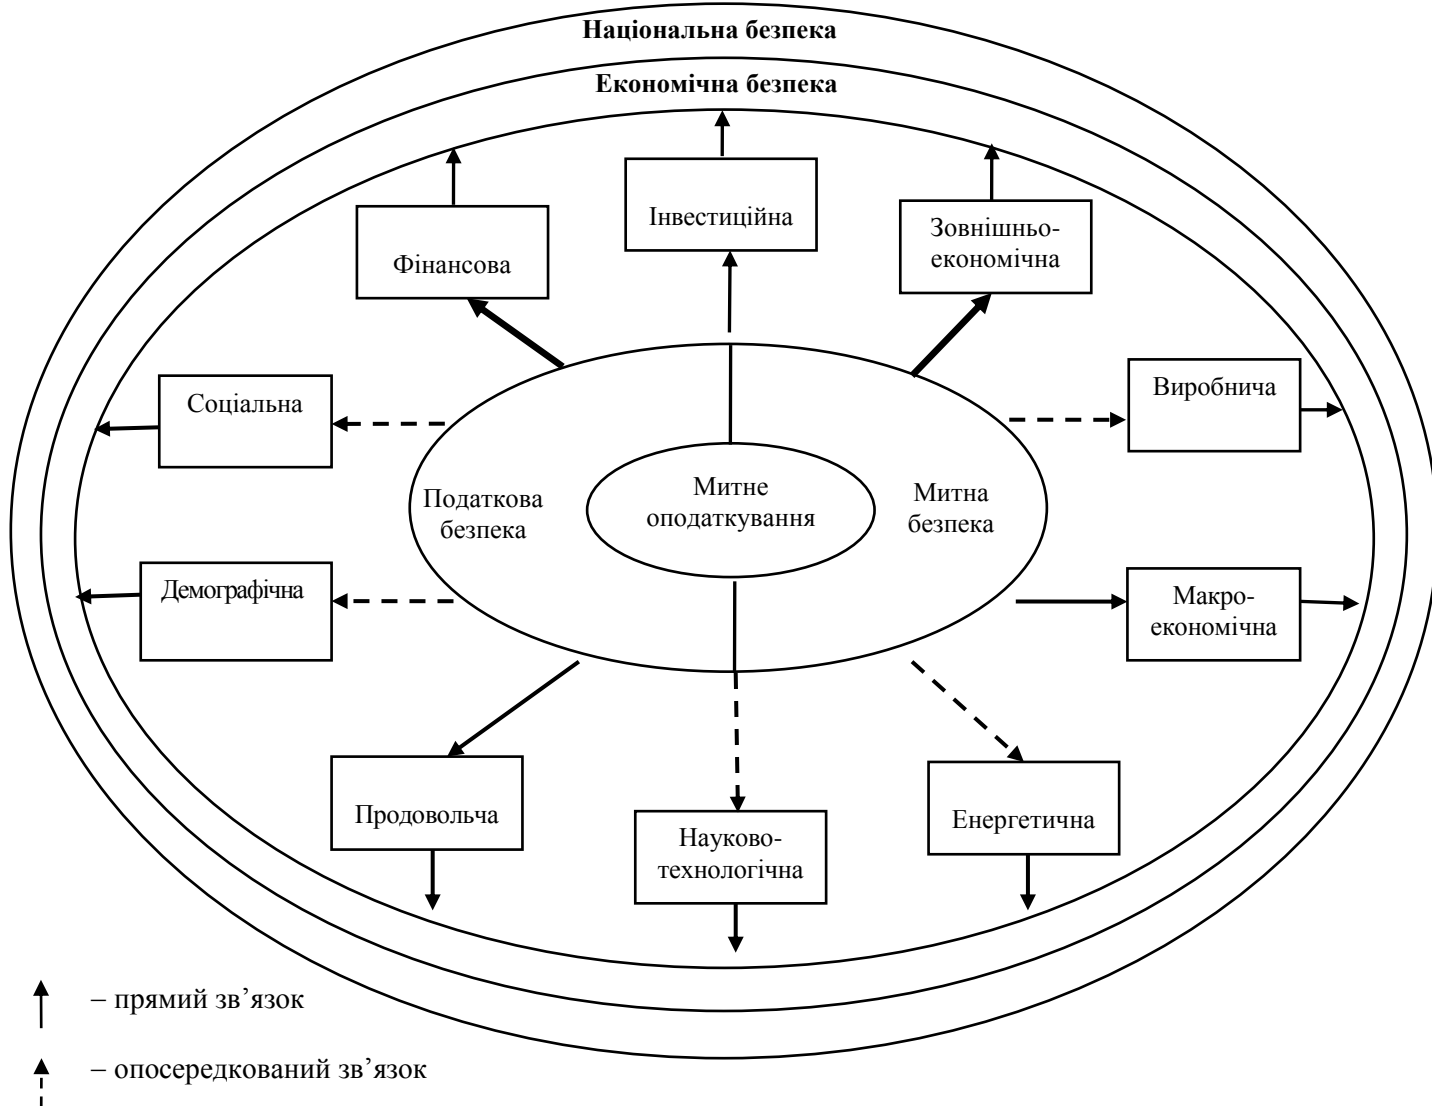 Національна безпека
Економічна безпека
Інвестиційна
Фінансова
Зовнішньо-
економічна
Соціальна
Виробнича
Податкова
безпека
Митне
оподаткування
Митна
безпека
Демографічна
Макро-
економічна
Продовольча
Науково-
технологічна
Енергетична
– прямий зв’язок
– опосередкований зв’язок